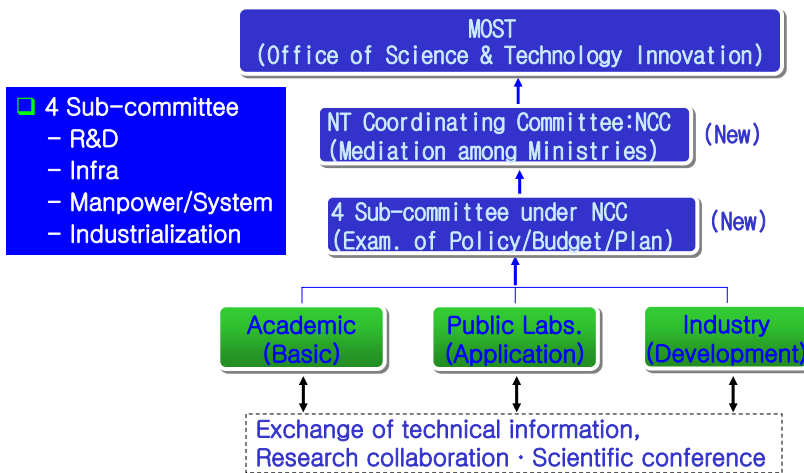 MOST
(Office of Science & Technology Innovation)
❑ 4 Sub-committee
- R&D
- Infra
- Manpower/System
- Industrialization
NT Coordinating Committee:NCC
(Mediation among Ministries)
(New)
4 Sub-committee under NCC
(Exam. of Policy/Budget/Plan)
(New)
Academic
(Basic)
Public Labs.
(Application)
Industry
(Development)
Exchange of technical information,
Research collaboration · Scientific conference